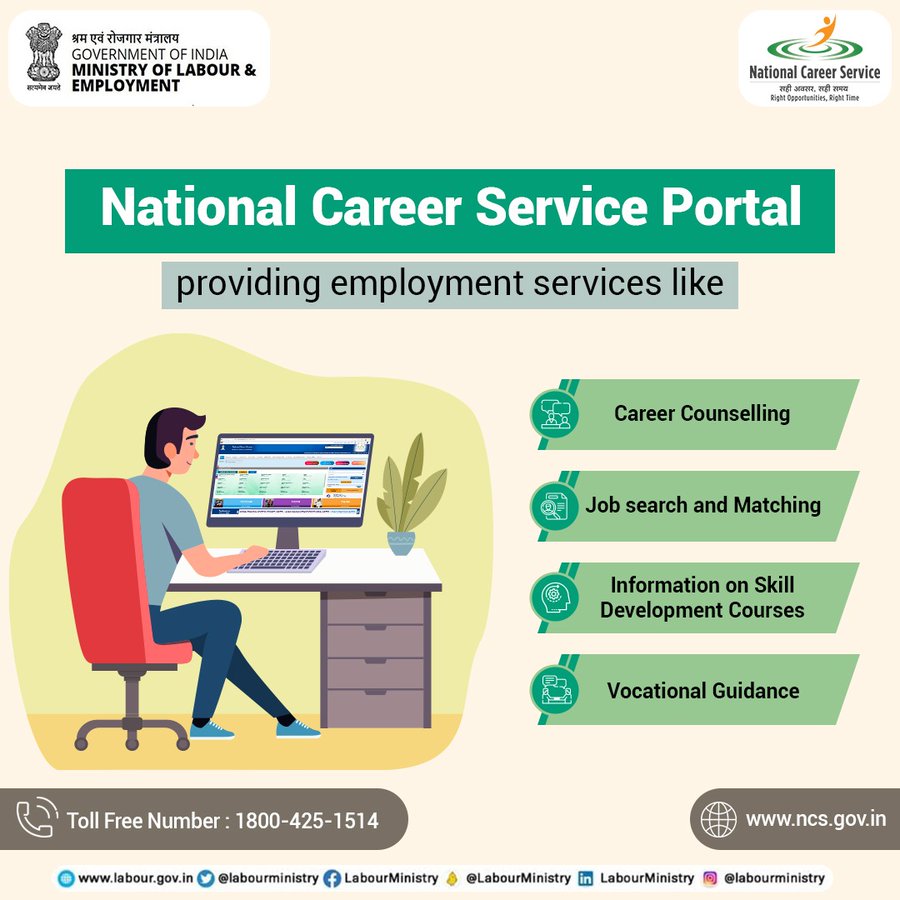 श्रम एवं रोजगार मंत्रालय
GOVERNMENT OF INDIA
MINISTRY OF LABOUR &
EMPLOYMENT
सत्यमेव जयते
National Career Service
सही अवसर, सही समय
Right Opportunities, Right Time
National Career Service Portal
providing employment services like
Career Counselling
Job search and Matching
Information on Skill
Development Courses
Vocational Guidance
Toll Free Number : 1800-425-1514
www.ncs.gov.in
www.labour.gov.in @labourministry LabourMinistry @LabourMinistry LabourMinistry @labourministry